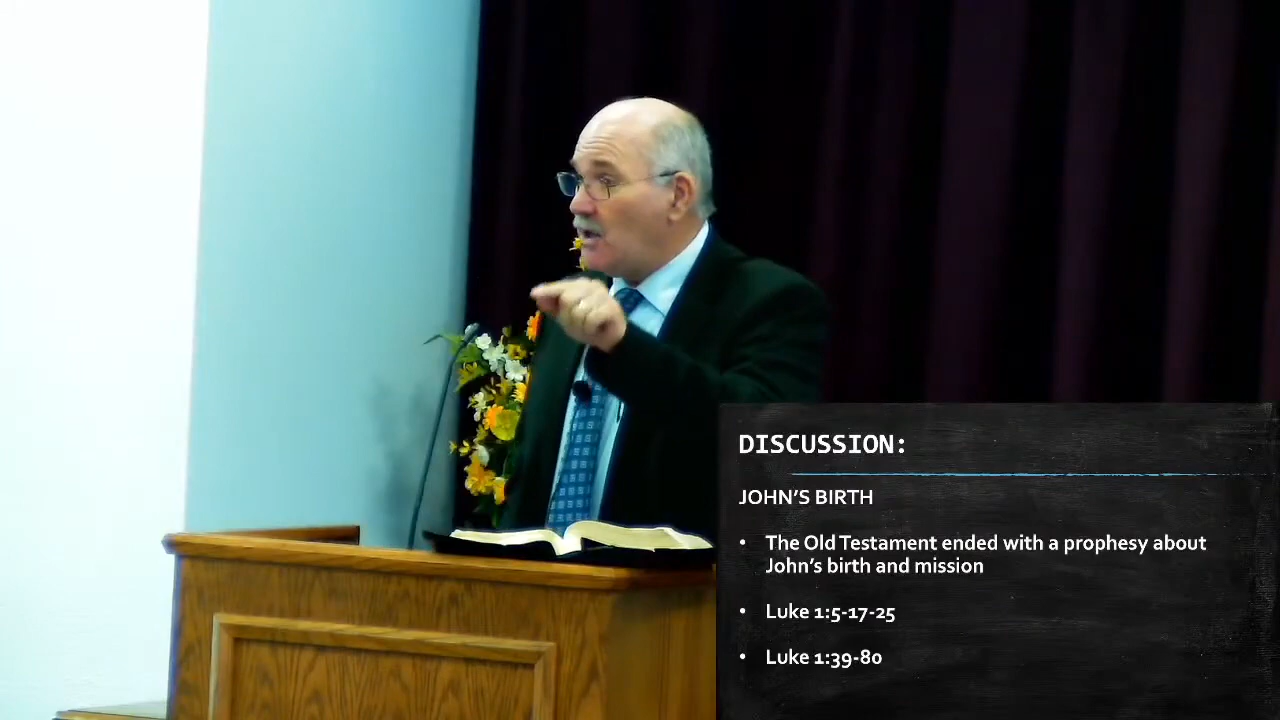 DISCUSSION:
JOHN'S BIRTH
• The Old Testament ended with a prophesy about
John's birth and mission
• Luke 1:5-17-25
• Luke 1:39-80